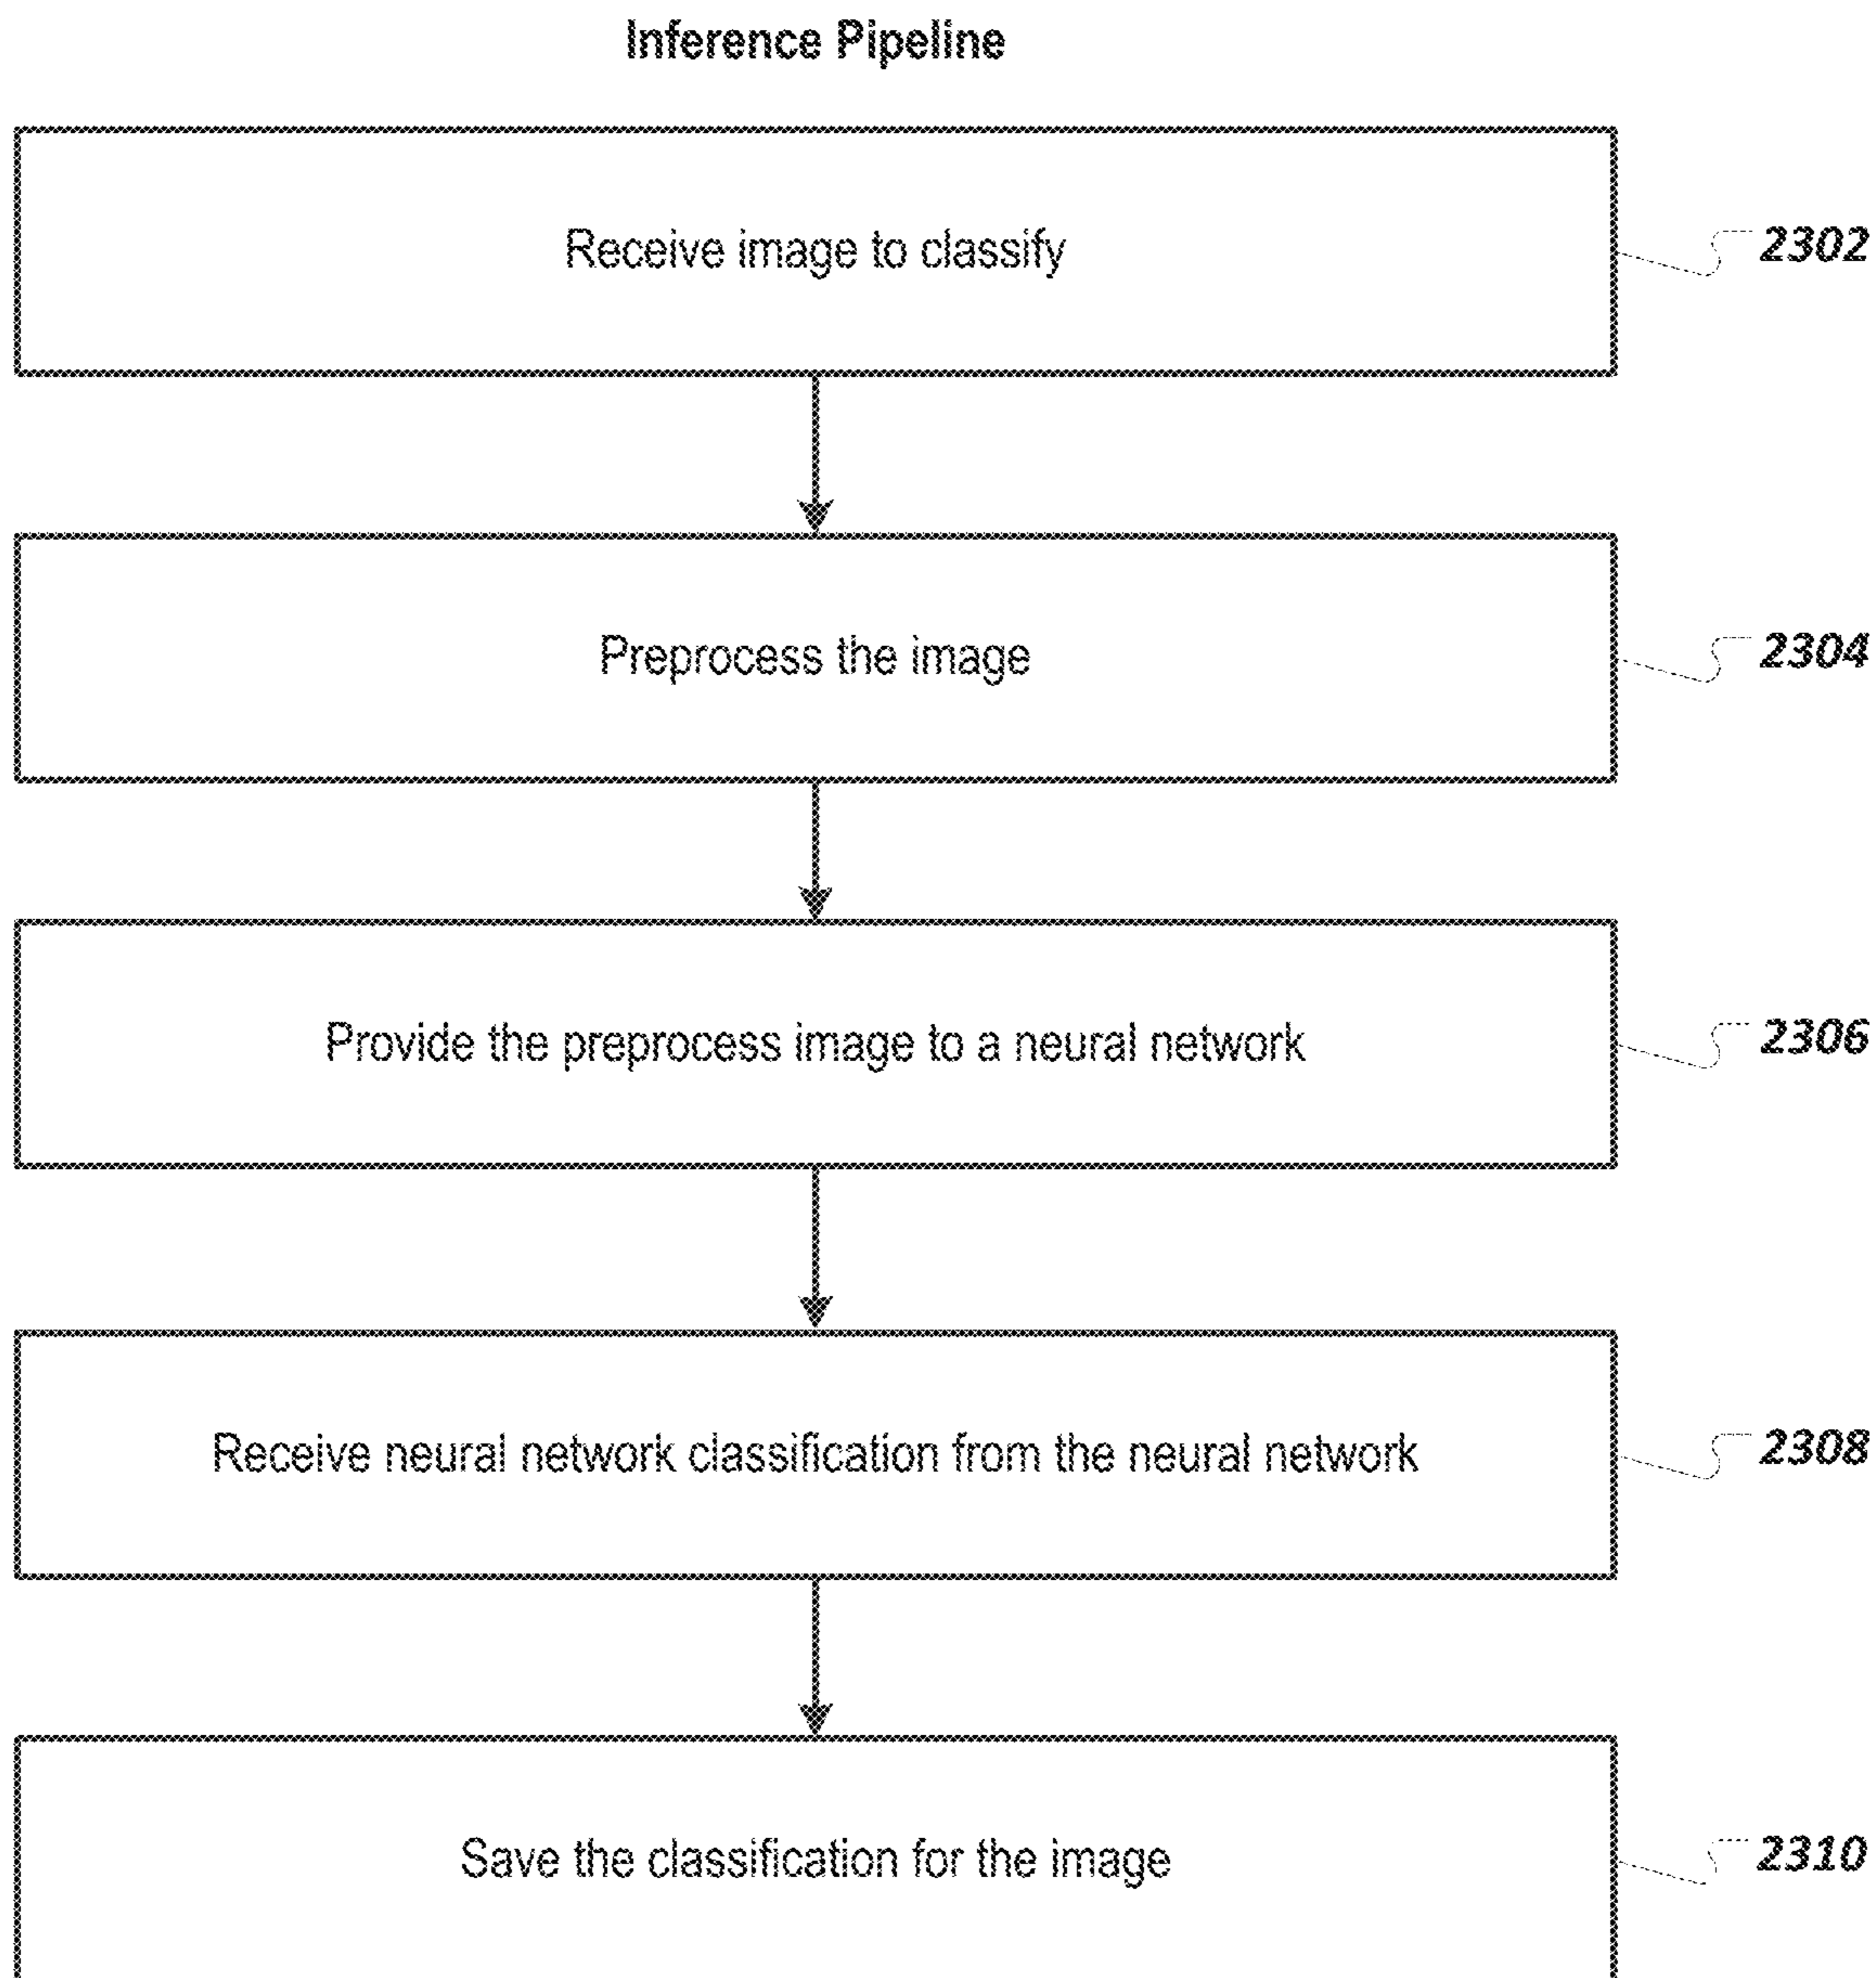 Inference Pipeline
Receive image to classify
2302
Preprocess the image
2304
Provide the preprocess image to a neural network
2306
Receive neural network classification from the neural network
2308
Save the classification for the image
2310